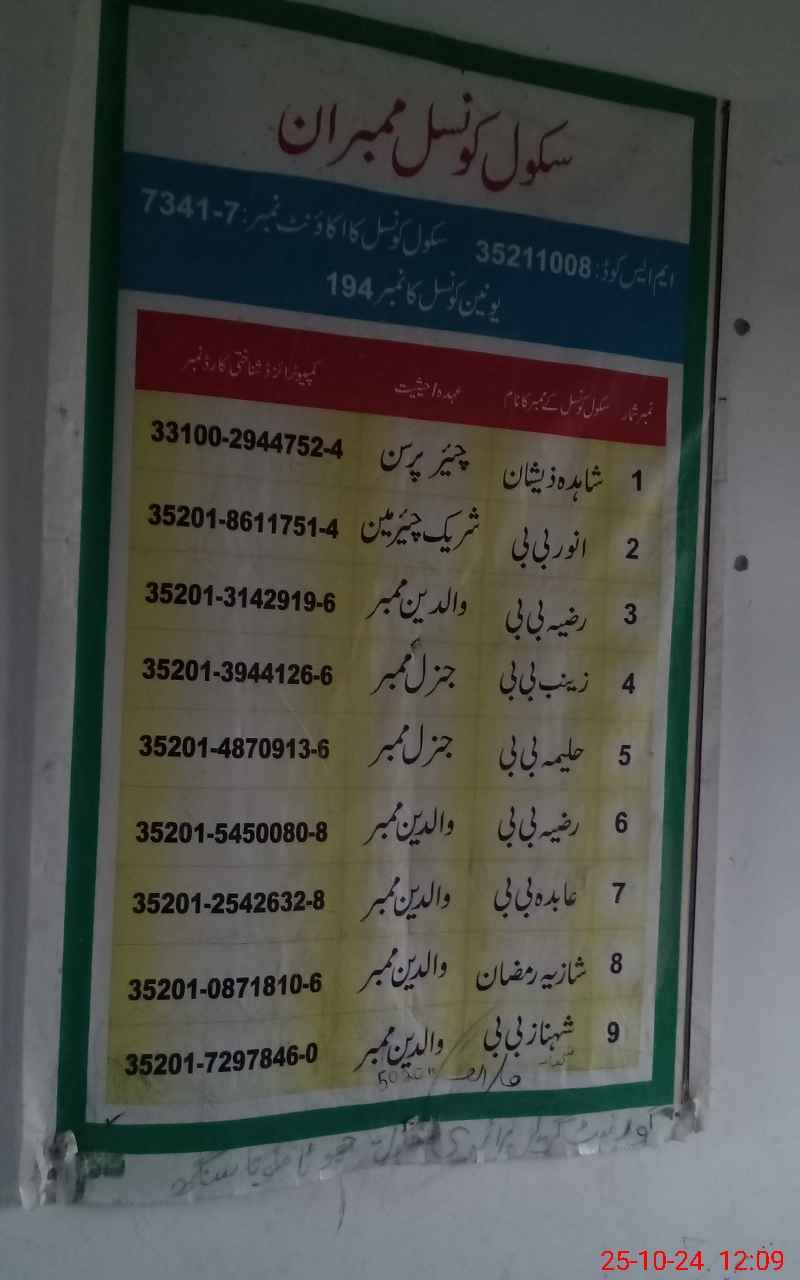 سکول کونسل ممبران
ایم ایس کوڈ: 35211008 سکول کونسل کا اکاؤنٹ نمبر: 7341-7
یونین کونسل کا نمبر 194
نمبر شمار سکول کونسل کے ممبر کا نام عہدہ/حیثیت کمپیوٹرائزڈ شناختی کارڈ نمبر
1 شاہدہ ذیشان چئیر پرسن 33100-2944752-4
2 انور بی بی شریک چئیرمین 35201-8611751-4
3 رضیہ بی بی والدین ممبر 35201-3142919-6
4 زینب بی بی جنرل ممبر 35201-3944126-6
5 حلیمہ بی بی جنرل ممبر 35201-4870913-6
6 رضیہ بی بی والدین ممبر 35201-5450080-8
7 عابدہ بی بی والدین ممبر 35201-2542632-8
8 شازیہ رمضان والدین ممبر 35201-0871810-6
9 شہناز بی بی والدین ممبر 35201-7297846-0
25-10-24 12:09